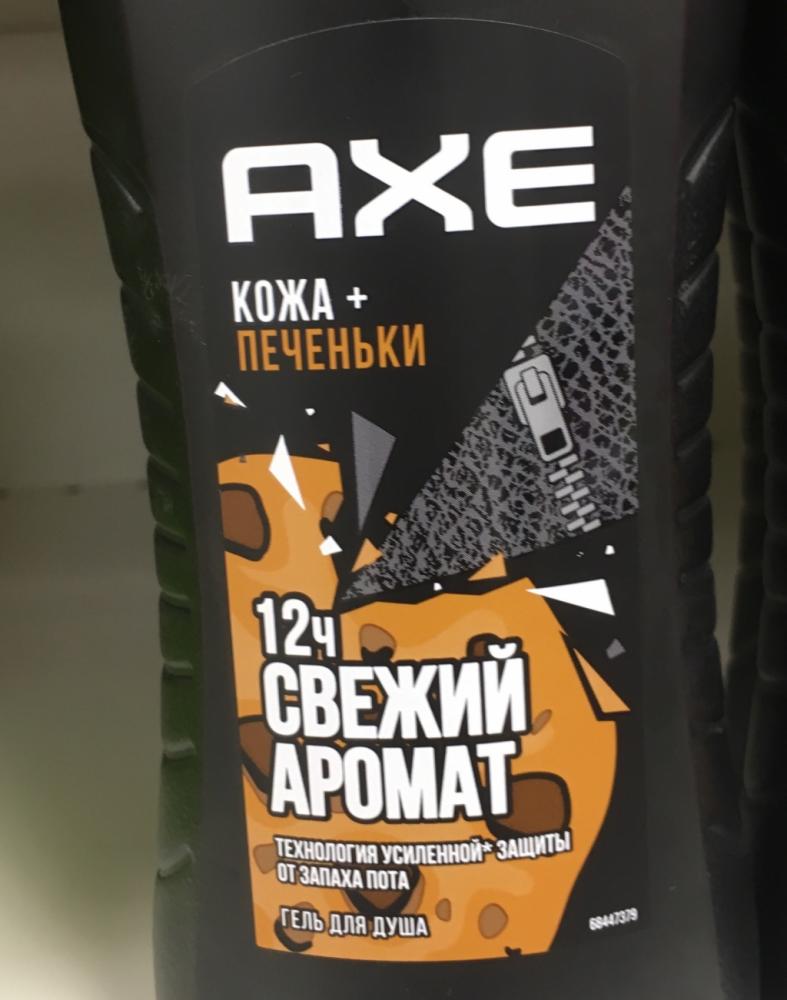 AXE
КОЖА +
ПЕЧЕНЬКИ
12ч
СВЕЖИЙ
АРОМАТ
ТЕХНОЛОГИЯ УСИЛЕННОЙ* ЗАЩИТЫ
ОТ ЗАПАХА ПОТА
ГЕЛЬ ДЛЯ ДУША
68447379